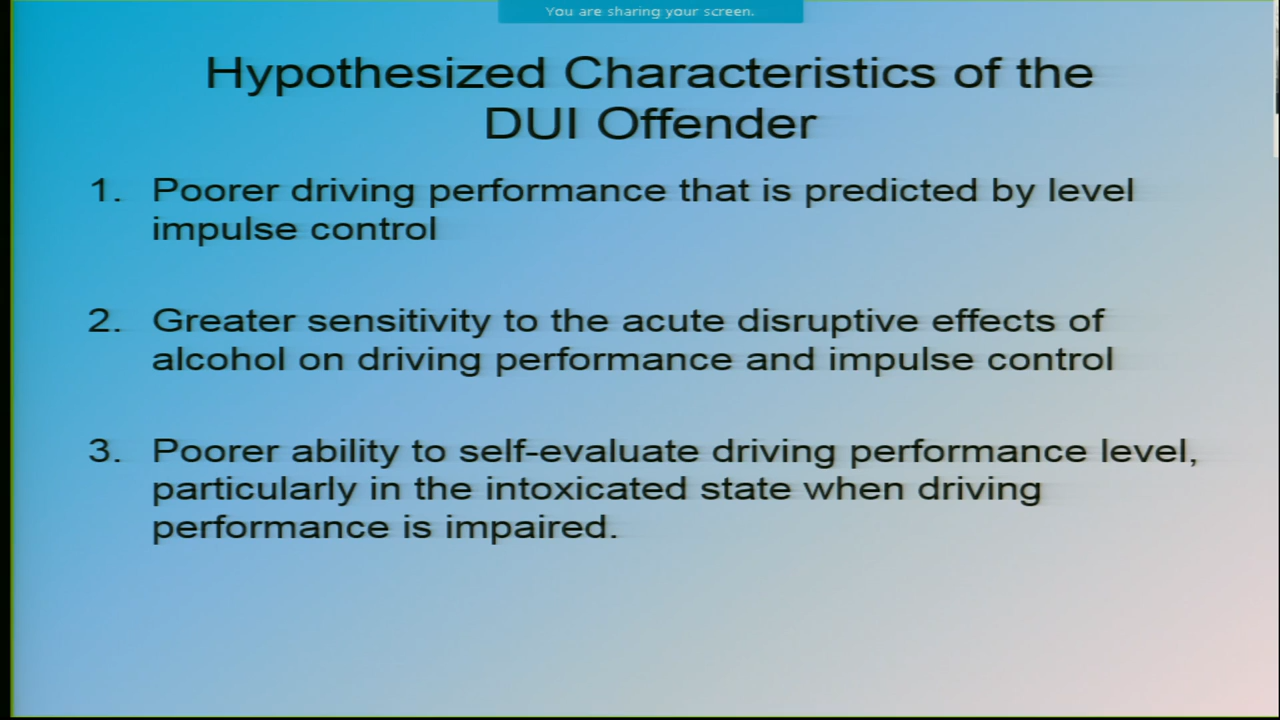 You are sharing your screen.
Hypothesized Characteristics of the
DUI Offender
1. Poorer driving performance that is predicted by level
impulse control
2. Greater sensitivity to the acute disruptive effects of
alcohol on driving performance and impulse control
3. Poorer ability to self-evaluate driving performance level,
particularly in the intoxicated state when driving
performance is impaired.